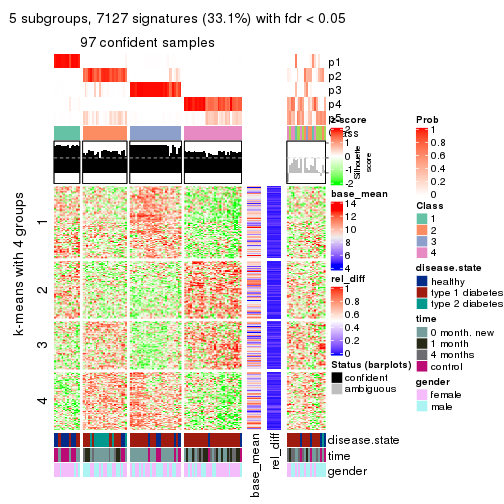 5 subgroups, 7127 signatures (33.1%) with fdr < 0.05
97 confident samples
p1
p2
p3
p4
p5
Class
z-score
2
-1
-2
Silhouette
score
k-means with 4 groups
1
2
3
4
base_mean
14
12
10
8
6
4
rel_diff
1
0.8
0.6
0.4
0.2
0
Status (barplots)
confident
ambiguous
disease.state
time
gender
base_mean
rel_diff
Prob
1
0.8
0.6
0.4
0.2
0
Class
1
2
3
4
disease.state
healthy
type 1 diabetes
type 2 diabetes
time
0 month. new
1 month
4 months
control
gender
female
male